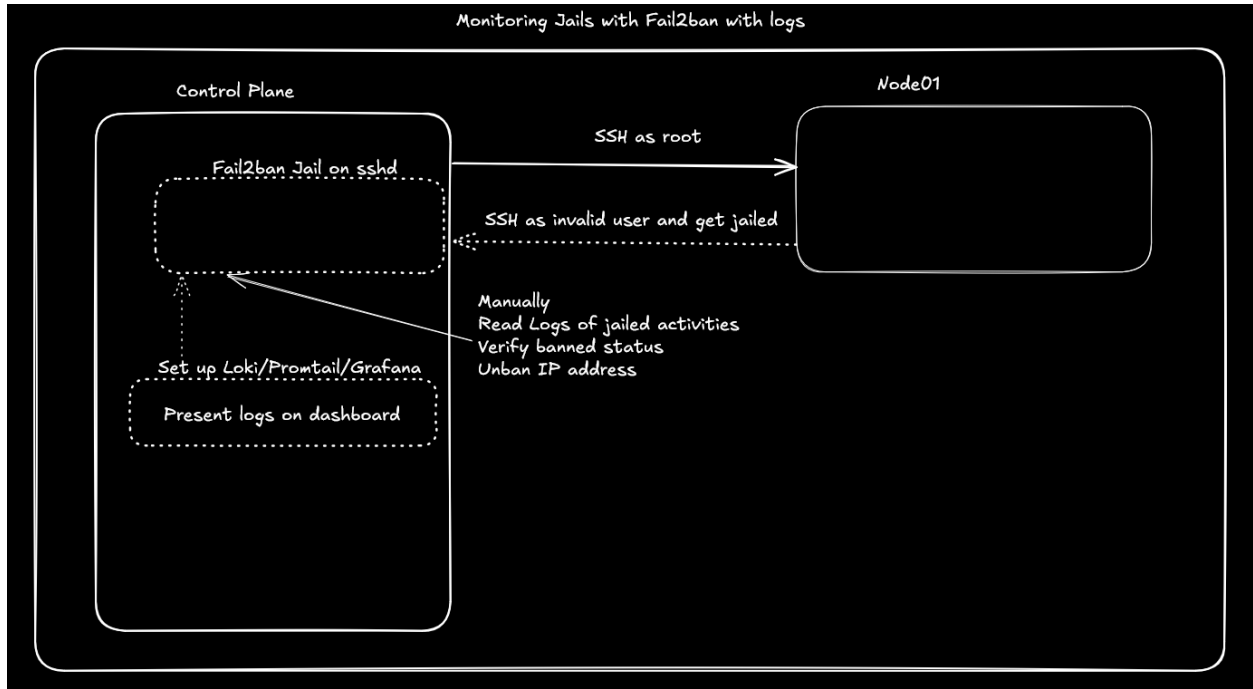 Monitoring Jails with Fail2ban with logs
Control Plane
Node01
SSH as root
Fail2ban Jail on sshd
SSH as invalid user and get jailed
Manually
Read Logs of jailed activities
Verify banned status
Unban IP address
Set up Loki/Promtail/Grafana
Present logs on dashboard